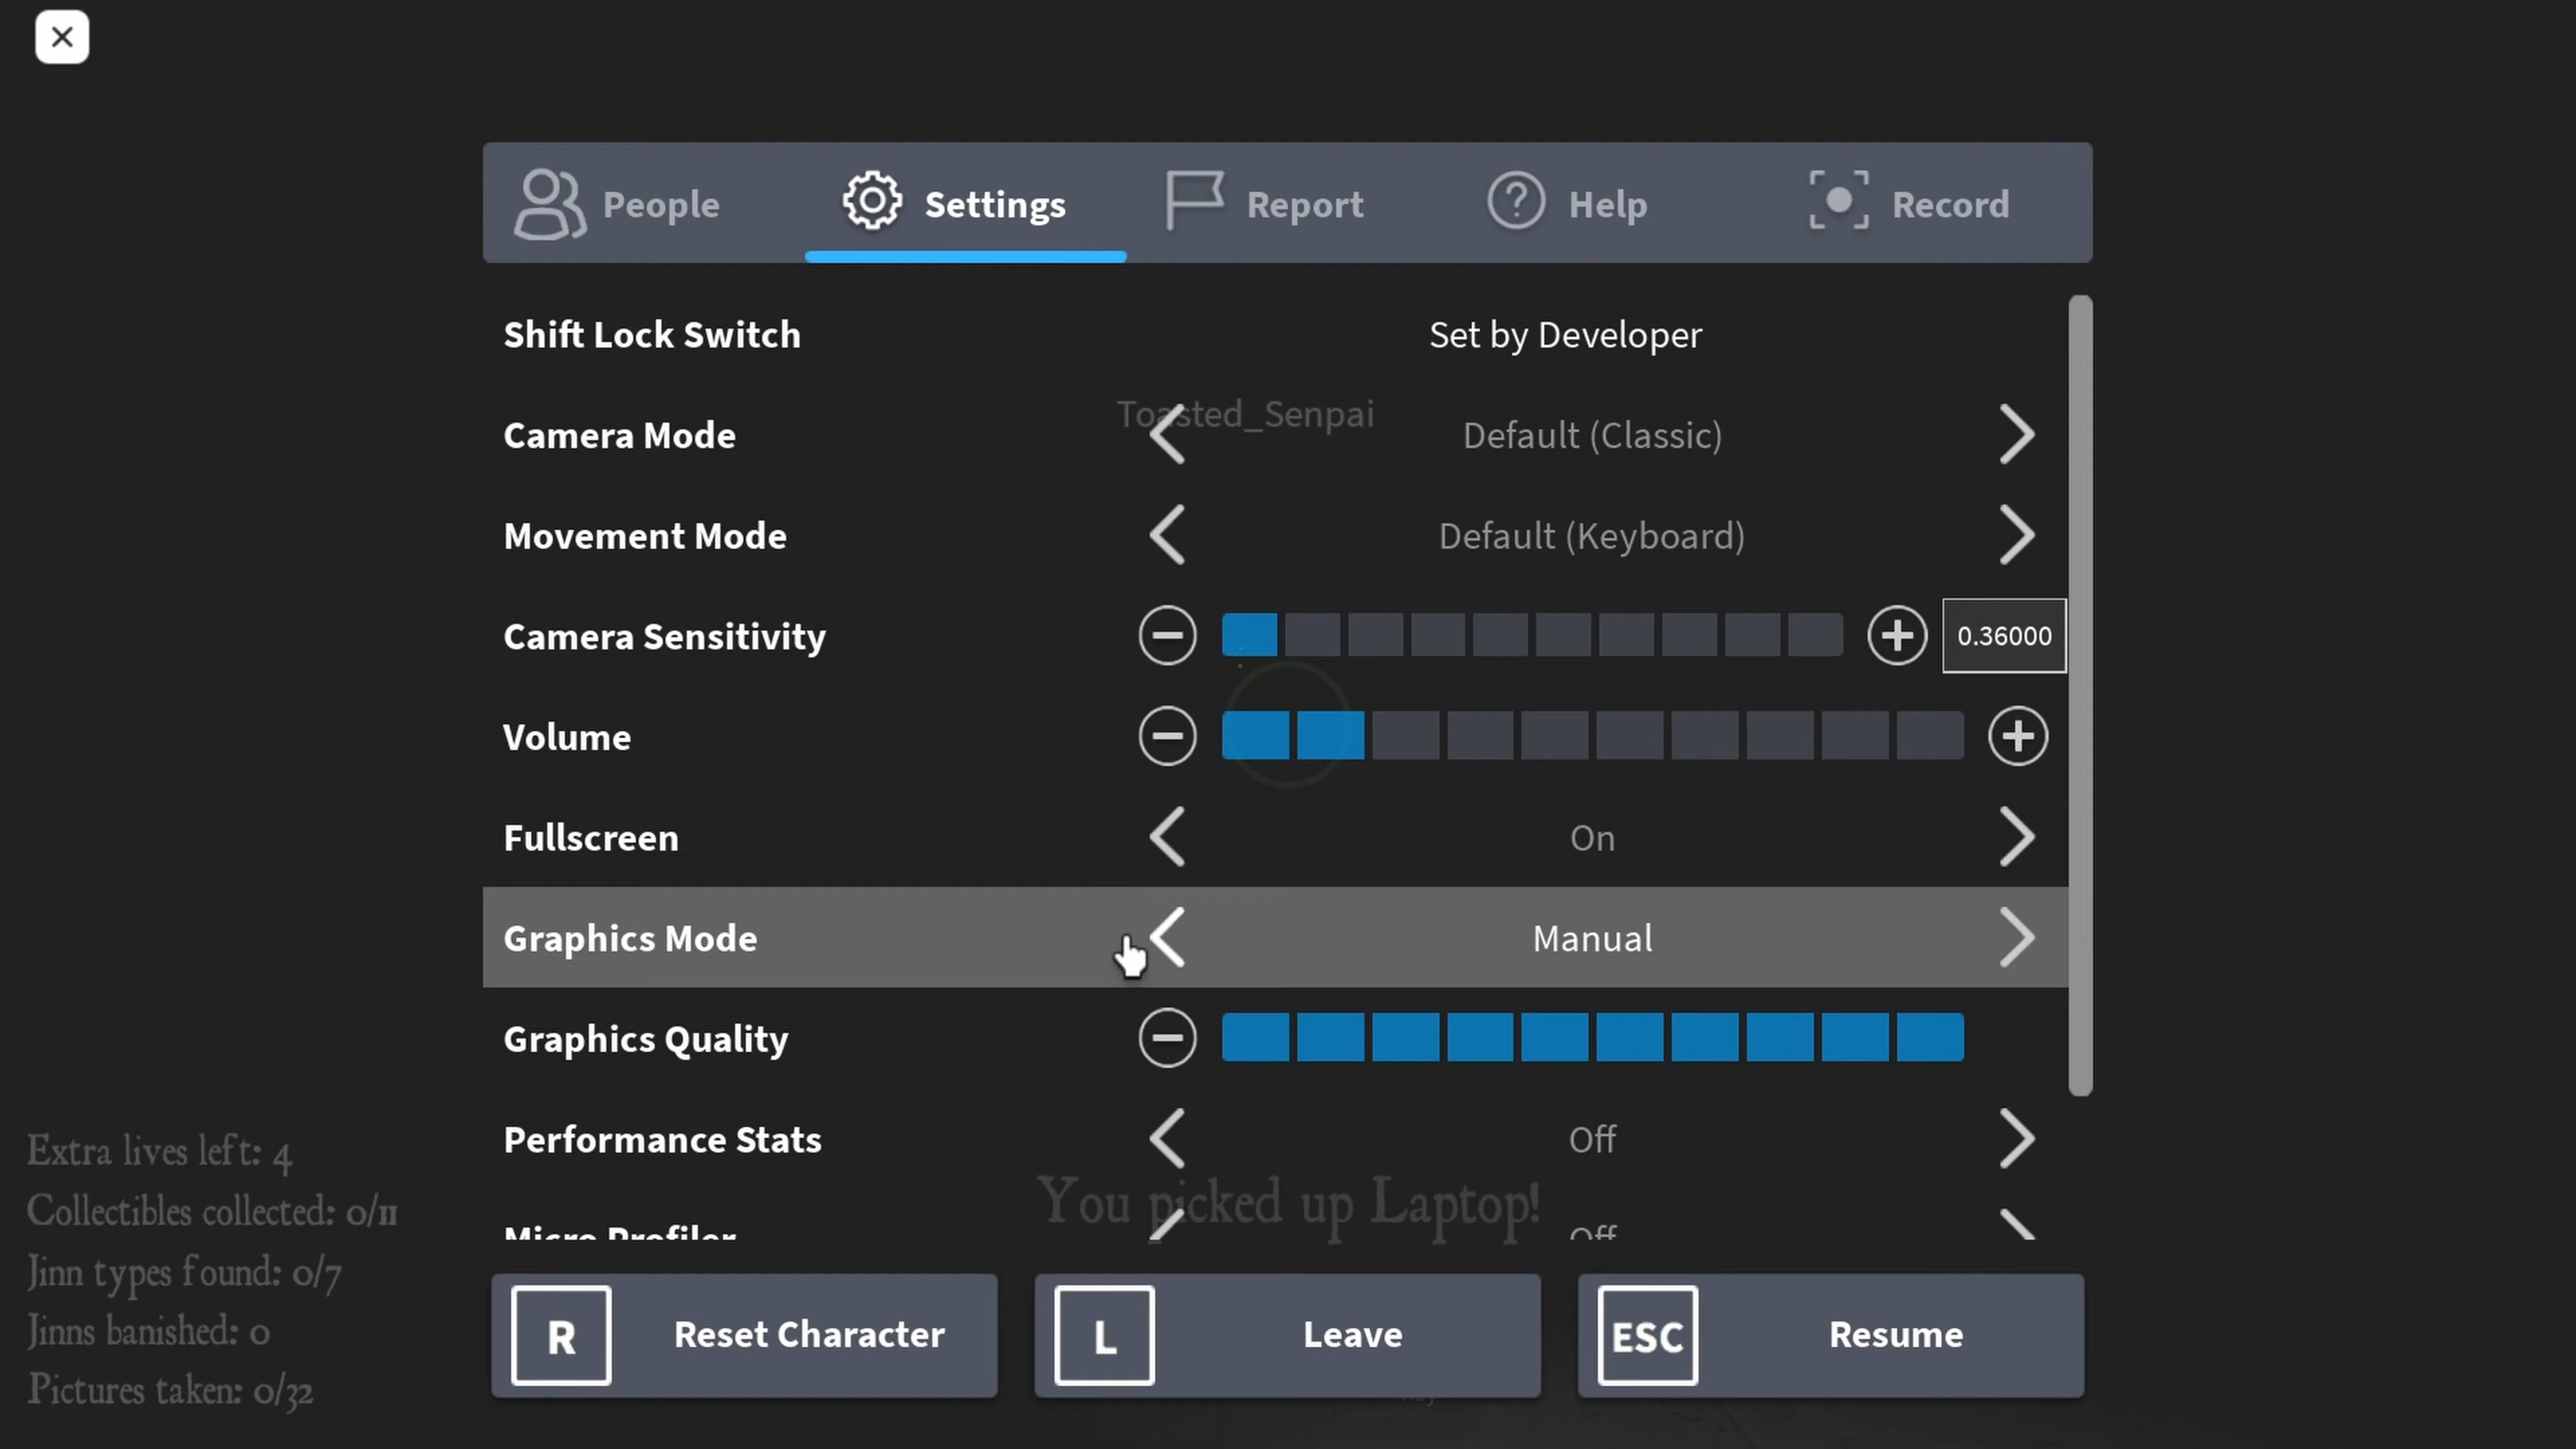 People
Settings
Report
Help
Record
Shift Lock Switch
Set by Developer
Toasted_Senpai
Camera Mode
Default (Classic)
Movement Mode
Default (Keyboard)
Camera Sensitivity
0.36000
Volume
Fullscreen
On
Graphics Mode
Manual
Graphics Quality
Performance Stats
Off
You picked up Laptop!
Micro Profiler
Off
Extra lives left: 4
Collectibles collected: 0/11
Jinn types found: 0/7
Jinns banished: 0
Pictures taken: 0/32
R Reset Character
L Leave
ESC Resume